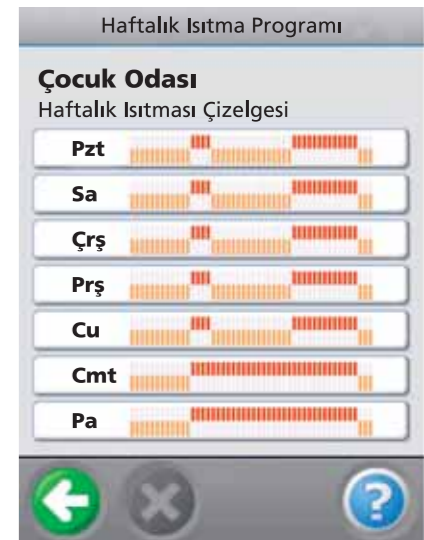 Haftalık Isıtma Programı
Çocuk Odası
Haftalık Isıtması Çizelgesi
Pzt
Sa
Çrş
Prş
Cu
Cmt
Pa
?